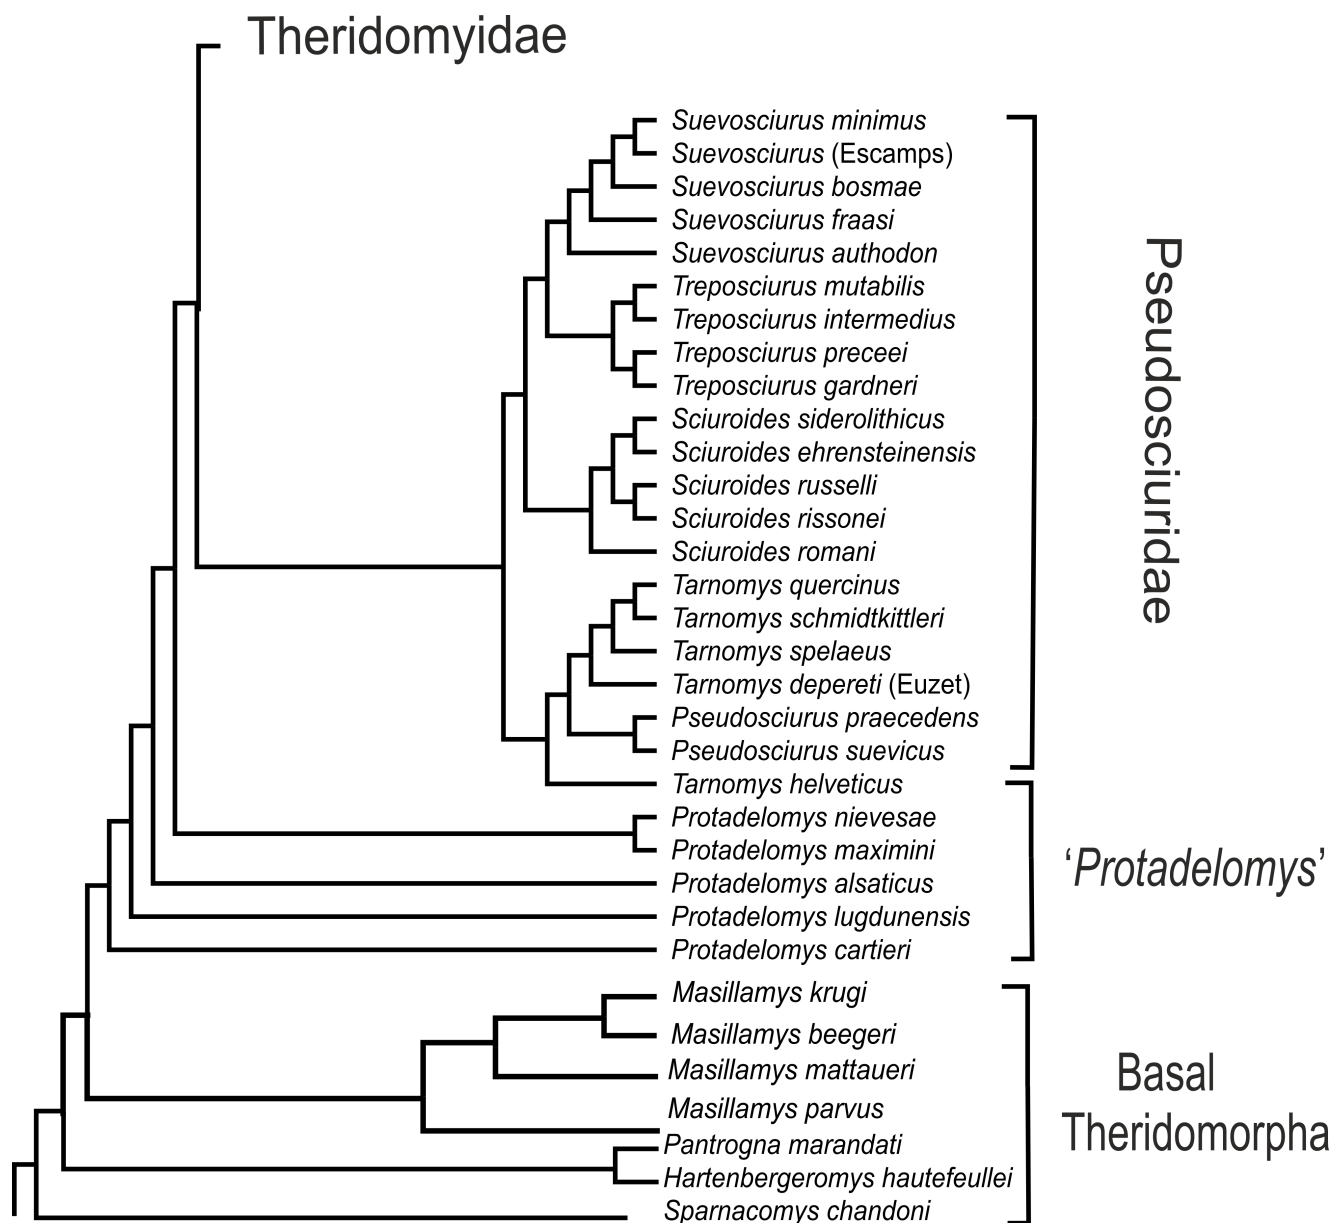 Theridomyidae
Suevosciurus minimus
Suevosciurus (Escamps)
Suevosciurus bosmae
Suevosciurus fraasi
Suevosciurus authodon
Treposciurus mutabilis
Treposciurus intermedius
Treposciurus preceei
Treposciurus gardneri
Sciuroides siderolithicus
Sciuroides ehrensteinensis
Sciuroides russelli
Sciuroides rissonei
Sciuroides romani
Tarnomys quercinus
Tarnomys schmidtkittleri
Tarnomys spelaeus
Tarnomys depereti (Euzet)
Pseudosciurus praecedens
Pseudosciurus suevicus
Tarnomys helveticus
Pseudosciuridae
Protadelomys nievesae
Protadelomys maximini
Protadelomys alsaticus
Protadelomys lugdunensis
Protadelomys cartieri
‘Protadelomys’
Masillamys krugi
Masillamys beegeri
Masillamys mattaueri
Masillamys parvus
Pantrogna marandati
Hartenbergeromys hautefeullei
Sparnacomys chandoni
Basal
Theridomorpha